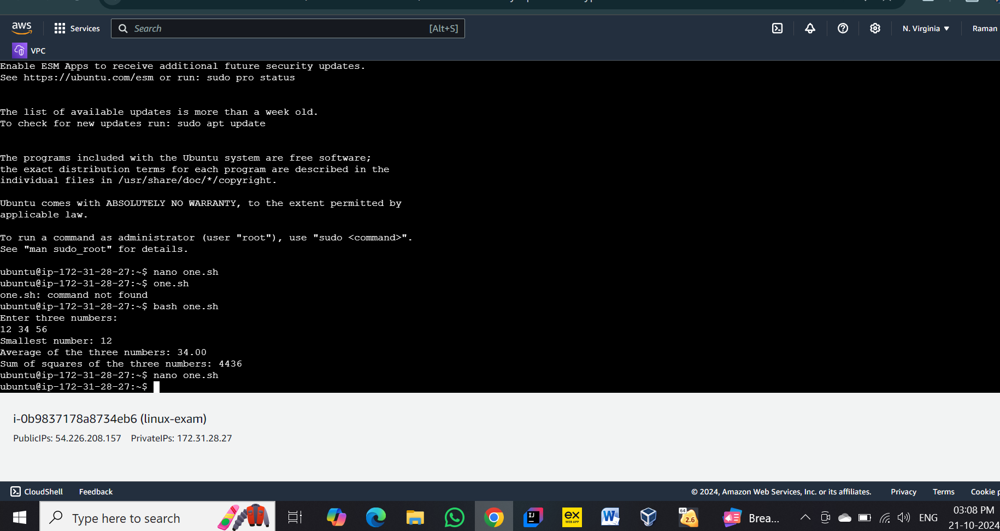 aws
Services
Search
[Alt+S]
N. Virginia
Raman
VPC
Enable ESM Apps to receive additional future security updates.
See https://ubuntu.com/esm or run: sudo pro status
The list of available updates is more than a week old.
To check for new updates run: sudo apt update
The programs included with the Ubuntu system are free software;
the exact distribution terms for each program are described in the
individual files in /usr/share/doc/*/copyright.
Ubuntu comes with ABSOLUTELY NO WARRANTY, to the extent permitted by
applicable law.
To run a command as administrator (user "root"), use "sudo <command>".
See "man sudo_root" for details.
ubuntu@ip-172-31-28-27:~$ nano one.sh
ubuntu@ip-172-31-28-27:~$ one.sh
one.sh: command not found
ubuntu@ip-172-31-28-27:~$ bash one.sh
Enter three numbers:
12 34 56
Smallest number: 12
Average of the three numbers: 34.00
Sum of squares of the three numbers: 4436
ubuntu@ip-172-31-28-27:~$ nano one.sh
ubuntu@ip-172-31-28-27:~$
i-0b9837178a8734eb6 (linux-exam)
PublicIPs: 54.226.208.157 PrivateIPs: 172.31.28.27
CloudShell
Feedback
© 2024, Amazon Web Services, Inc. or its affiliates.
Privacy
Terms
Cookie p
Type here to search
IJ
ex
WEB APP
W
64
2.6
Brea...
ENG
03:08 PM
21-10-2024